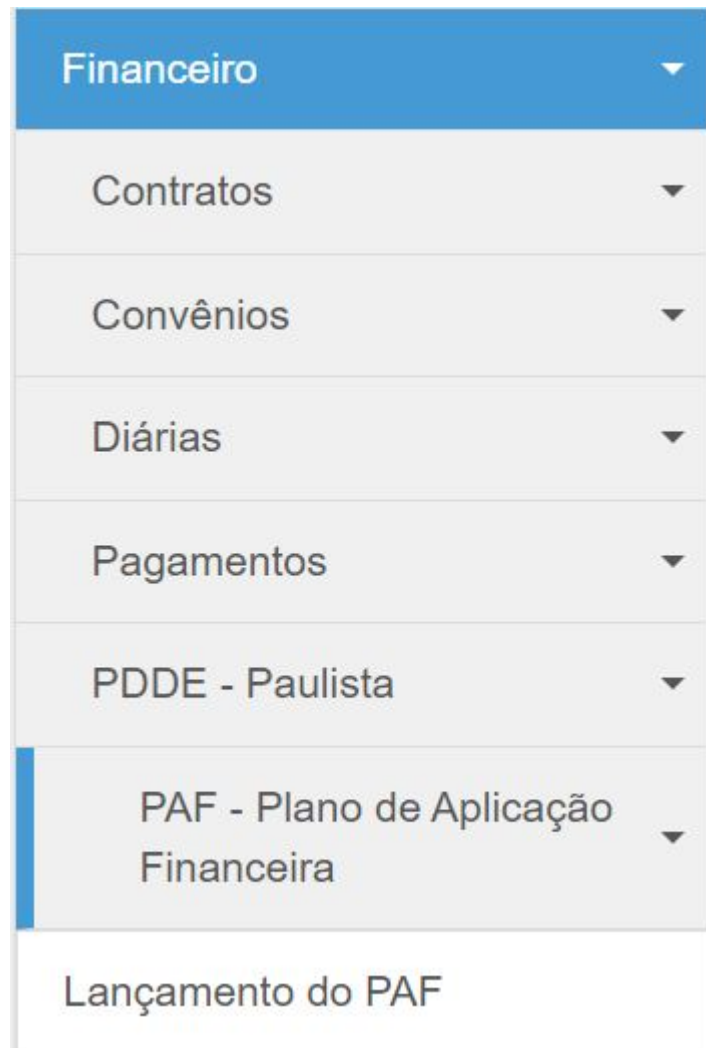 Financeiro
Contratos
Convênios
Diárias
Pagamentos
PDDE - Paulista
PAF - Plano de Aplicação
Financeira
Lançamento do PAF